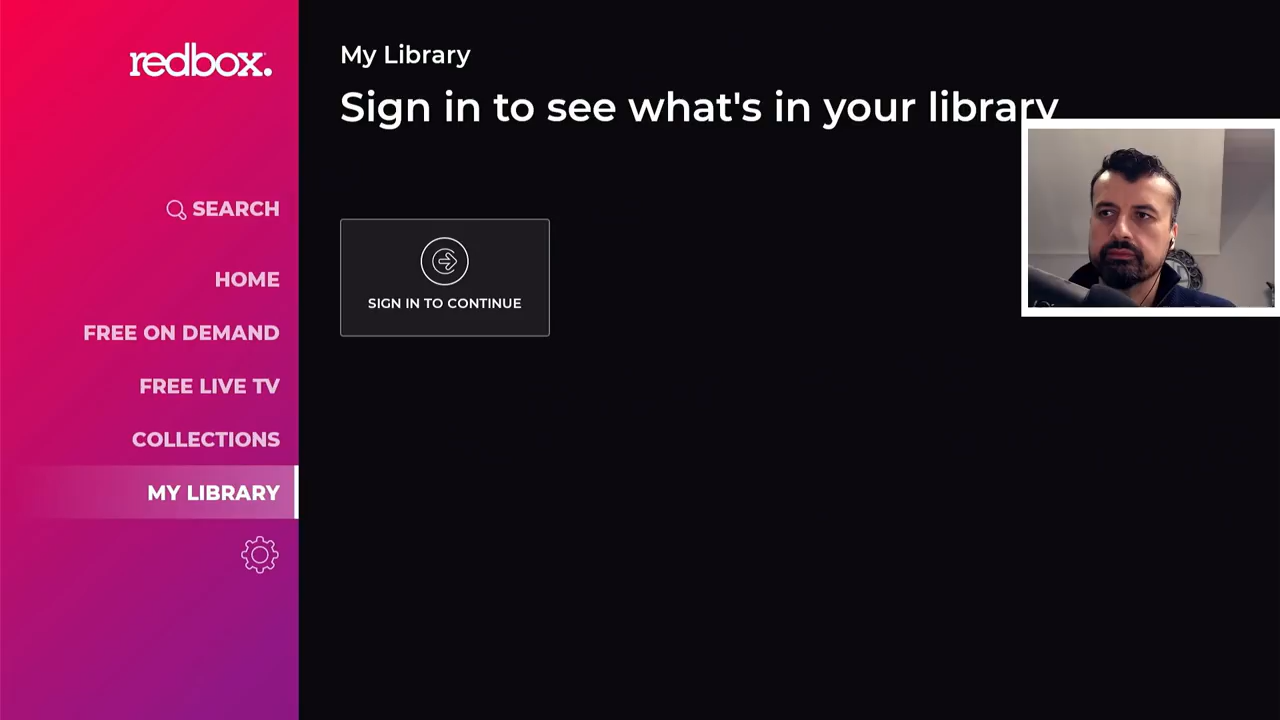 redbox.
SEARCH
HOME
FREE ON DEMAND
FREE LIVE TV
COLLECTIONS
MY LIBRARY
My Library
Sign in to see what's in your library
SIGN IN TO CONTINUE